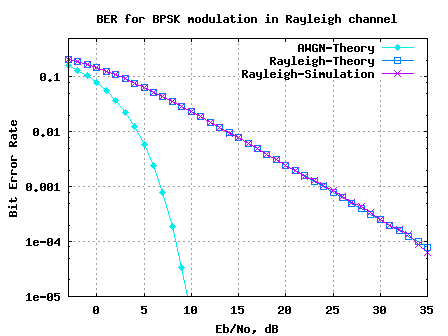 BER for BPSK modulation in Rayleigh channel
AWGN-Theory
Rayleigh-Theory
Rayleigh-Simulation
0.1
0.01
0.001
1e-04
1e-05
Bit Error Rate
0 5 10 15 20 25 30 35
Eb/No, dB